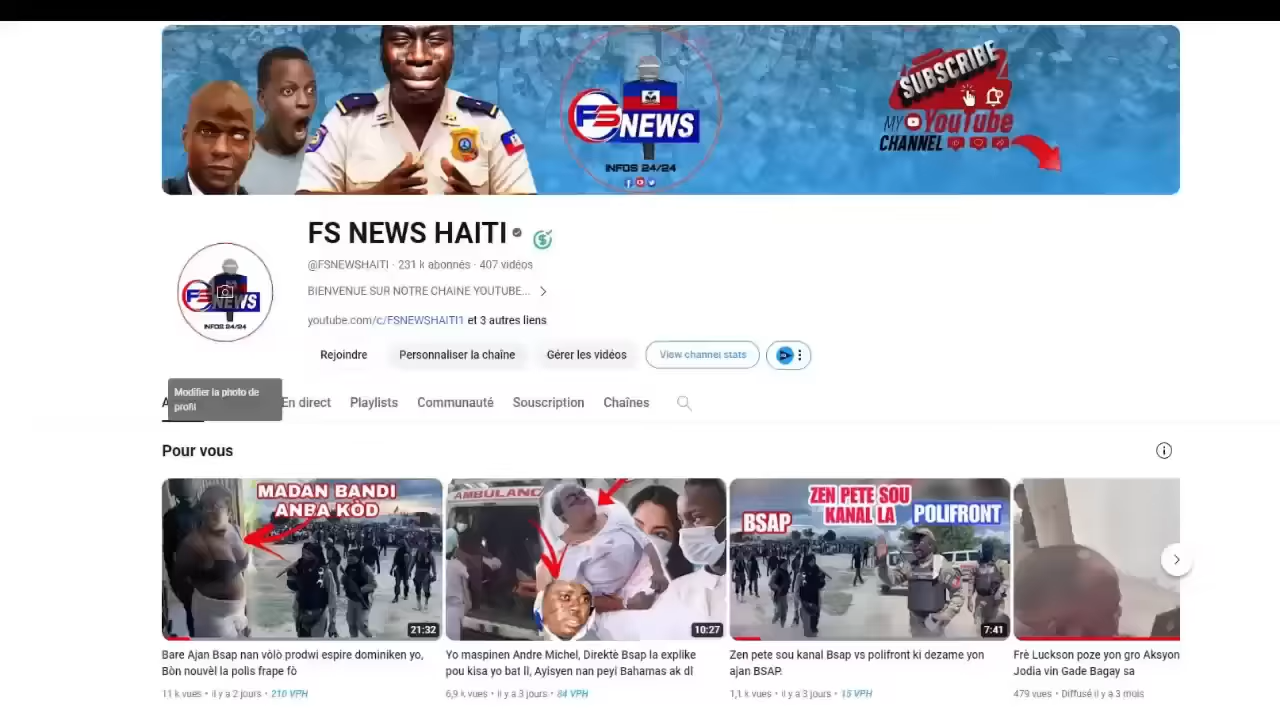 FS NEWS
INFOS 24/24
SUBSCRIBE
MY YouTube
CHANNEL
FS NEWS HAITI
@FSNEWSHAITI · 231 k abonnés · 407 vidéos
BIENVENUE SUR NOTRE CHAINE YOUTUBE...
youtube.com/c/FSNEWSHAITI1 et 3 autres liens
FS NEWS
INFOS 24/24
Rejoindre
Personnaliser la chaîne
Gérer les vidéos
View channel stats
Modifier la photo de
profil
A
En direct
Playlists
Communauté
Souscription
Chaînes
Pour vous
MADAN BANDI
ANBA KÒD
21:32
AMBULANC
10:27
ZEN PETE SOU
KANAL LA
BSAP
POLIFRONT
7:41
Bare Ajan Bsap nan vòlò prodwi espire dominiken yo,
Bòn nouvèl la polis frape fò
11 k vues • il y a 2 jours • 210 VPH
Yo maspinen Andre Michel, Direktè Bsap la eksplike
pou kisa yo bat li, Ayisyen nan peyi Bahamas ak dl
6,9 k vues • il y a 3 jours • 84 VPH
Zen pete sou kanal Bsap vs polifront ki dezame yon
ajan BSAP.
1,1 k vues • il y a 3 jours • 15 VPH
Frè Luckson poze yon gro Aksyon
Jodia vin Gade Bagay sa
479 vues • Diffusé il y a 3 mois